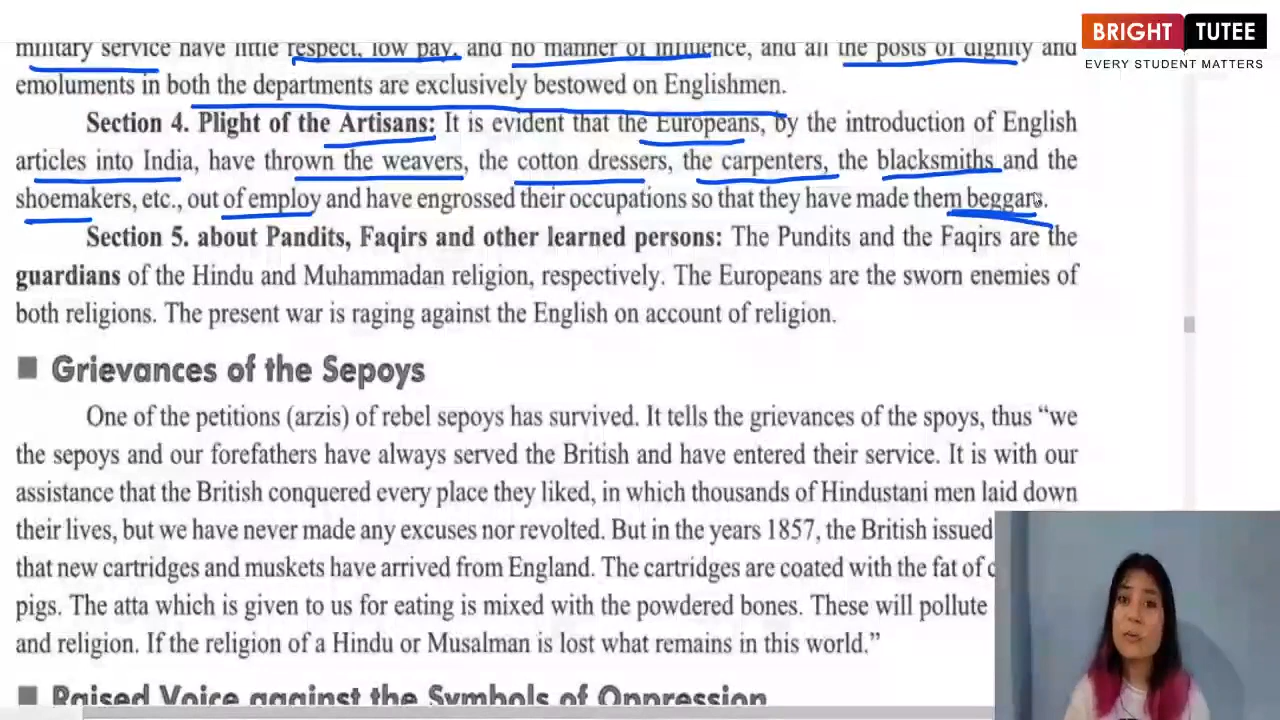 BRIGHT TUTEE
EVERY STUDENT MATTERS
military service have little respect, low pay, and no manner of influence, and all the posts of dignity and
emoluments in both the departments are exclusively bestowed on Englishmen.
Section 4. Plight of the Artisans: It is evident that the Europeans, by the introduction of English
articles into India, have thrown the weavers, the cotton dressers, the carpenters, the blacksmiths and the
shoemakers, etc., out of employ and have engrossed their occupations so that they have made them beggars.
Section 5. about Pandits, Faqirs and other learned persons: The Pundits and the Faqirs are the
guardians of the Hindu and Muhammadan religion, respectively. The Europeans are the sworn enemies of
both religions. The present war is raging against the English on account of religion.
Grievances of the Sepoys
One of the petitions (arzis) of rebel sepoys has survived. It tells the grievances of the spoys, thus “we
the sepoys and our forefathers have always served the British and have entered their service. It is with our
assistance that the British conquered every place they liked, in which thousands of Hindustani men laid down
their lives, but we have never made any excuses nor revolted. But in the years 1857, the British issued
that new cartridges and muskets have arrived from England. The cartridges are coated with the fat of
pigs. The atta which is given to us for eating is mixed with the powdered bones. These will pollute
and religion. If the religion of a Hindu or Musalman is lost what remains in this world.”
Raised Voice against the Symbols of Oppression